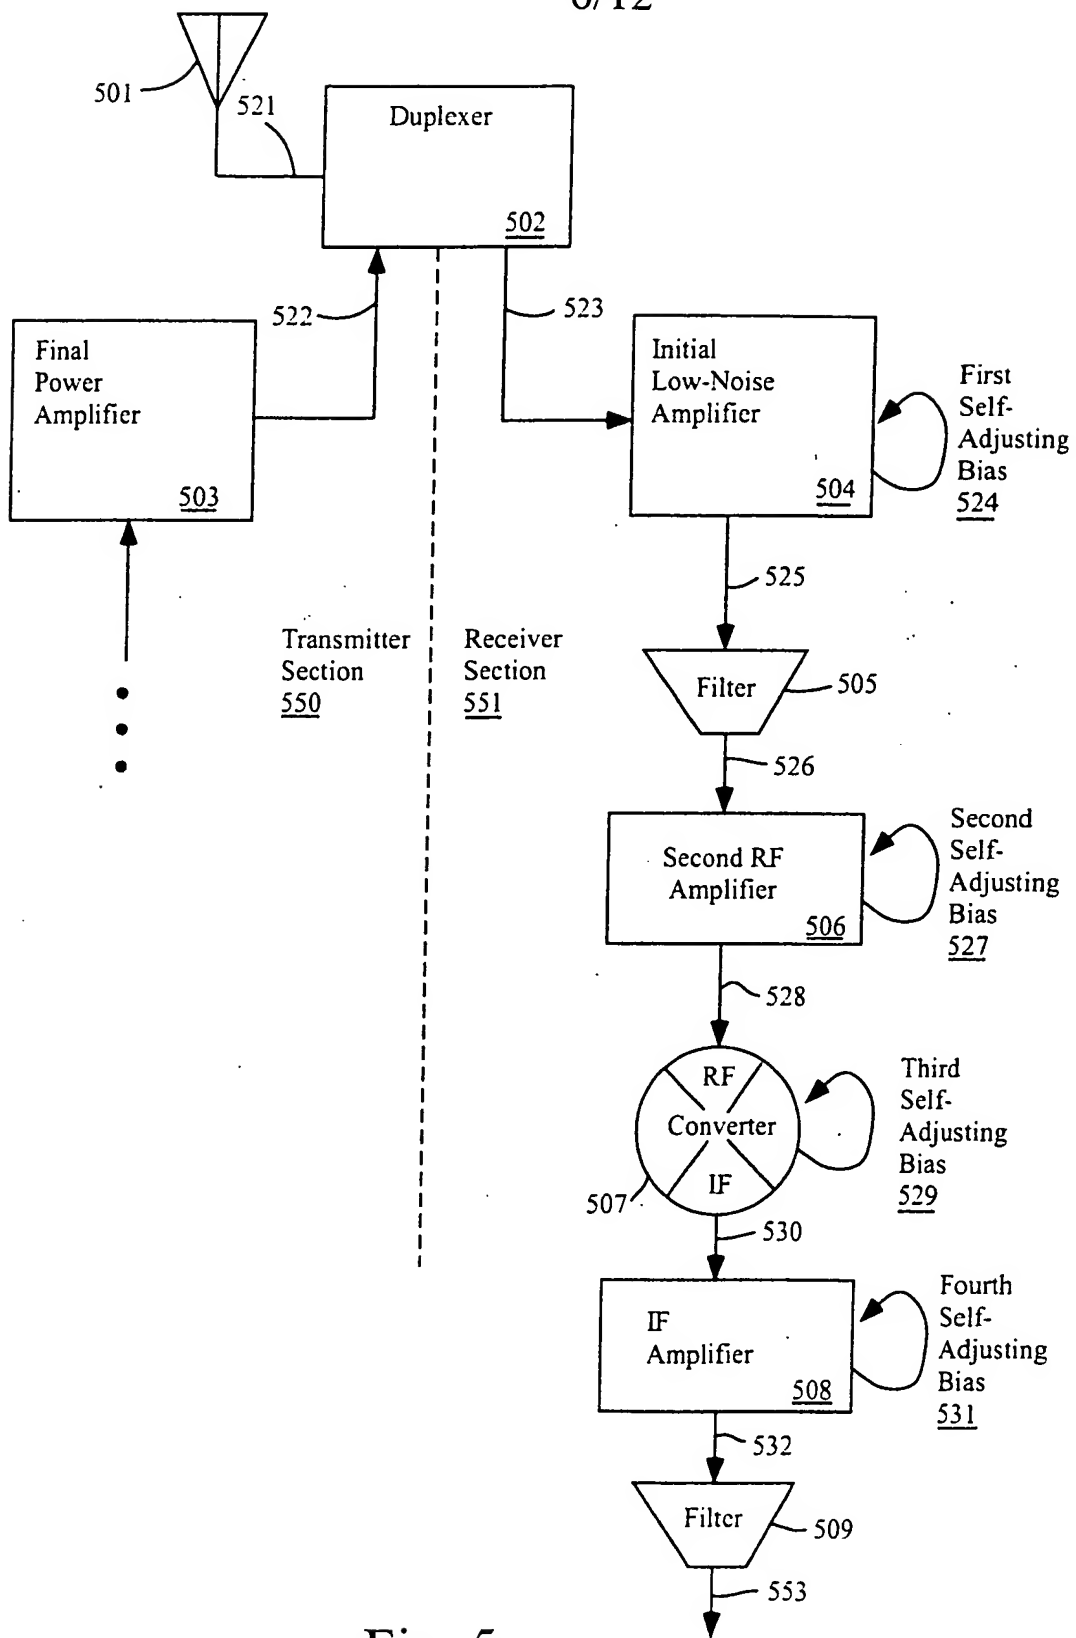 6/12
501
521
Duplexer
502
522
523
Final
Power
Amplifier
503
Initial
Low-Noise
Amplifier
504
First
Self-
Adjusting
Bias
524
525
Transmitter
Section
550
Receiver
Section
551
Filter
505
526
Second RF
Amplifier
506
Second
Self-
Adjusting
Bias
527
528
RF
Converter
IF
507
Third
Self-
Adjusting
Bias
529
530
IF
Amplifier
508
Fourth
Self-
Adjusting
Bias
531
532
Filter
509
553
Fig. 5